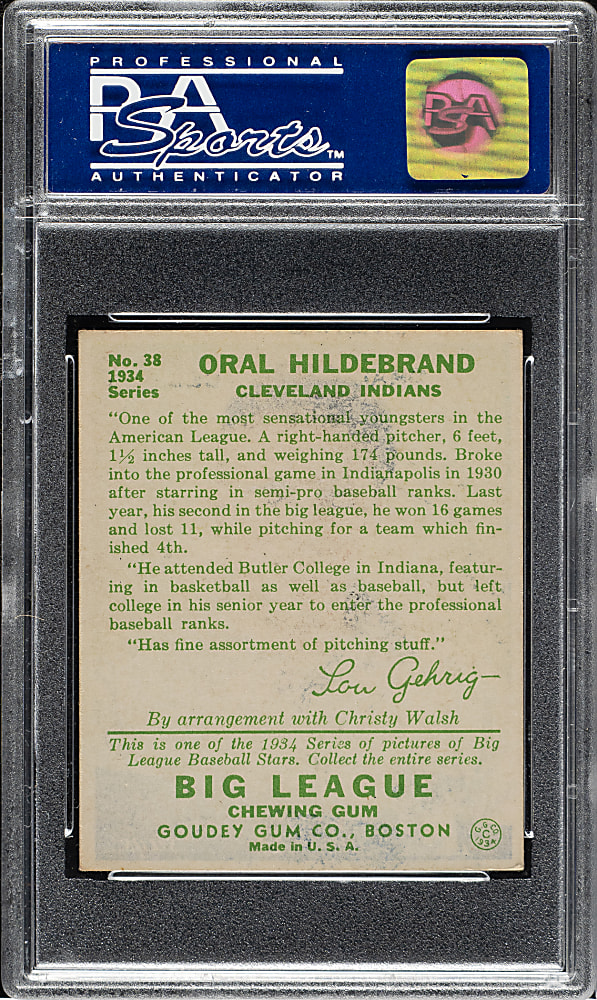 PROFESSIONAL
PSA
Sports™
AUTHENTICATOR
PSA
No. 38
1934
Series
ORAL HILDEBRAND
CLEVELAND INDIANS
"One of the most sensational youngsters in the
American League. A right-handed pitcher, 6 feet,
1½ inches tall, and weighing 174 pounds. Broke
into the professional game in Indianapolis in 1930
after starring in semi-pro baseball ranks. Last
year, his second in the big league, he won 16 games
and lost 11, while pitching for a team which fin-
ished 4th.
"He attended Butler College in Indiana, featur-
ing in basketball as well as baseball, but left
college in his senior year to enter the professional
baseball ranks.
"Has fine assortment of pitching stuff."
Lou Gehrig
By arrangement with Christy Walsh
This is one of the 1934 Series of pictures of Big
League Baseball Stars. Collect the entire series.
BIG LEAGUE
CHEWING GUM
GOUDEY GUM CO., BOSTON
Made in U. S. A.
G.G.CO.
C